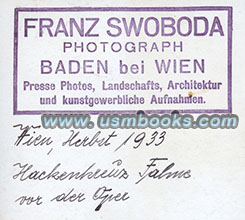 FRANZ SWOBODA
PHOTOGRAPH
BADEN bei WIEN
Presse Photos, Landschafts, Architektur
und kunstgewerbliche Aufnahmen.
© www.usmbooks.com
Wien, Herbst 1933
Hackenkreuz Fahne
vor der Oper